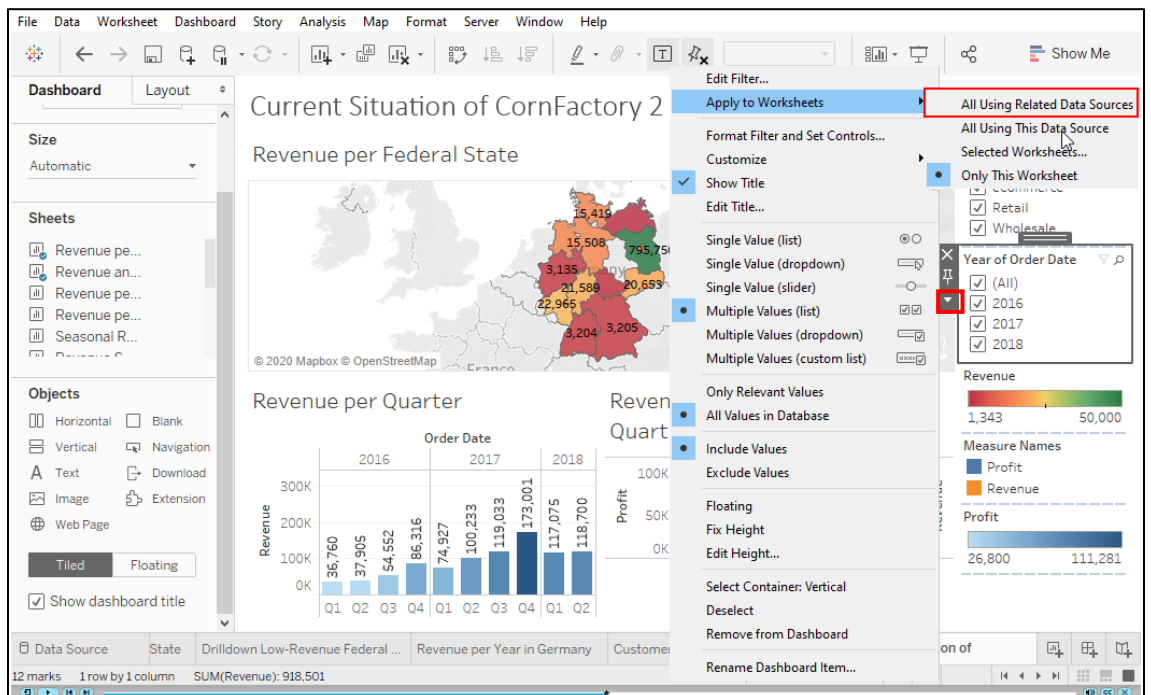 File Data Worksheet Dashboard Story Analysis Map Format Server Window Help
Show Me
Dashboard Layout
Size
Automatic
Sheets
Revenue pe...
Revenue an...
Revenue pe...
Revenue pe...
Seasonal R...
Objects
Horizontal Blank
Vertical Navigation
Text Download
Image Extension
Web Page
Tiled Floating
Show dashboard title
Current Situation of CornFactory 2
Revenue per Federal State
15,419
15,508
795,75
3,135
21,589
20,653
22,965
3,204
3,205
France
© 2020 Mapbox © OpenStreetMap
Revenue per Quarter
Order Date
2016 2017 2018
Revenue
300K
200K
100K
0K
36,760
37,905
54,552
86,316
74,927
100,233
119,033
173,001
117,075
118,700
Q1 Q2 Q3 Q4 Q1 Q2 Q3 Q4 Q1 Q2
Reven
Quart
Profit
100K
50K
0K
Edit Filter...
Apply to Worksheets
Format Filter and Set Controls...
Customize
Show Title
Edit Title...
Single Value (list)
Single Value (dropdown)
Single Value (slider)
Multiple Values (list)
Multiple Values (dropdown)
Multiple Values (custom list)
Only Relevant Values
All Values in Database
Include Values
Exclude Values
Floating
Fix Height
Edit Height...
Select Container: Vertical
Deselect
Remove from Dashboard
Rename Dashboard Item...
All Using Related Data Sources
All Using This Data Source
Selected Worksheets...
Only This Worksheet
Retail
Wholesale
Year of Order Date
(All)
2016
2017
2018
Revenue
1,343 50,000
Measure Names
Profit
Revenue
Profit
26,800 111,281
Data Source State Drilldown Low-Revenue Federal ... Revenue per Year in Germany Custome on of
12 marks 1 row by 1 column SUM(Revenue): 918,501